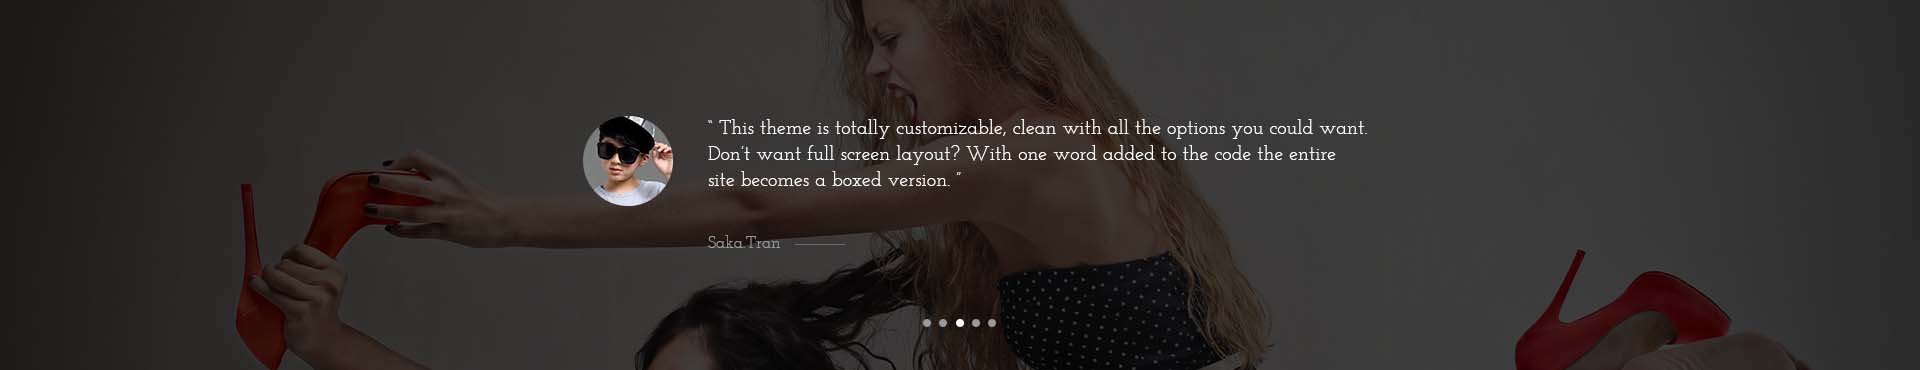 “ This theme is totally customizable, clean with all the options you could want.
Don't want full screen layout? With one word added to the code the entire
site becomes a boxed version. ”
Saka.Tran